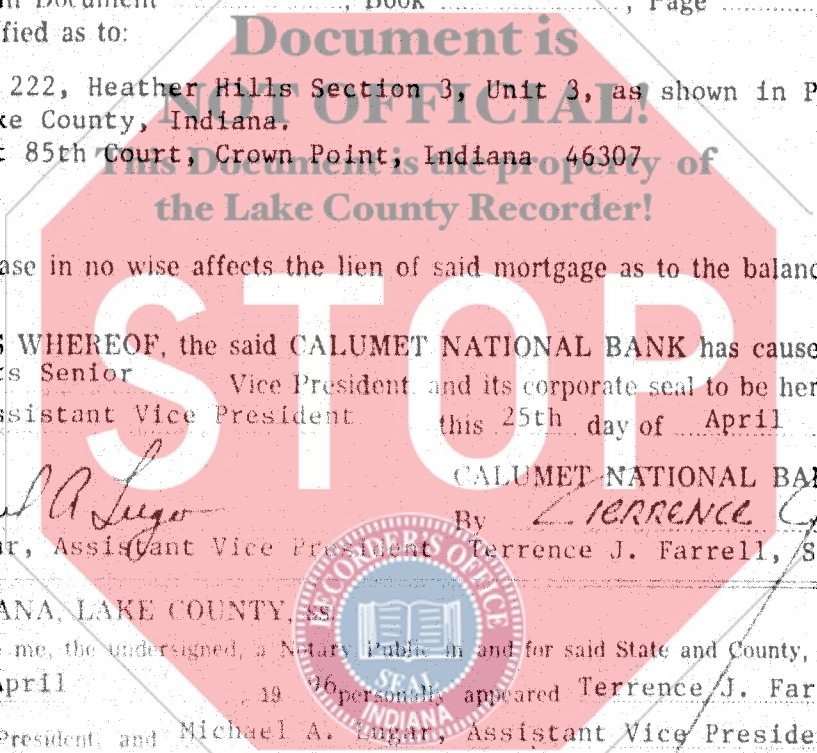 Document, Book, Page
fied as to:
Document is
222, Heather Hills Section 3, Unit 3, as shown in P
NOT OFFICIAL!
ke County, Indiana.
t 85th Court, Crown Point, Indiana 46307
This Document is the property of
the Lake County Recorder!
ase in no wise affects the lien of said mortgage as to the balanc
STOP
S WHEREOF, the said CALUMET NATIONAL BANK has cause
ts Senior Vice President and its corporate seal to be her
ssistant Vice President this 25th day of April
CALUMET NATIONAL BA
A Lugar
By TERRENCE
ar, Assistant Vice President Terrence J. Farrell, S
RECORDER'S OFFICE
SEAL
INDIANA
ANA, LAKE COUNTY, ss
me, the undersigned, a Notary Public in and for said State and County,
April, 19 96 personally appeared Terrence J. Far
President, and Michael A. Lugar, Assistant Vice Preside